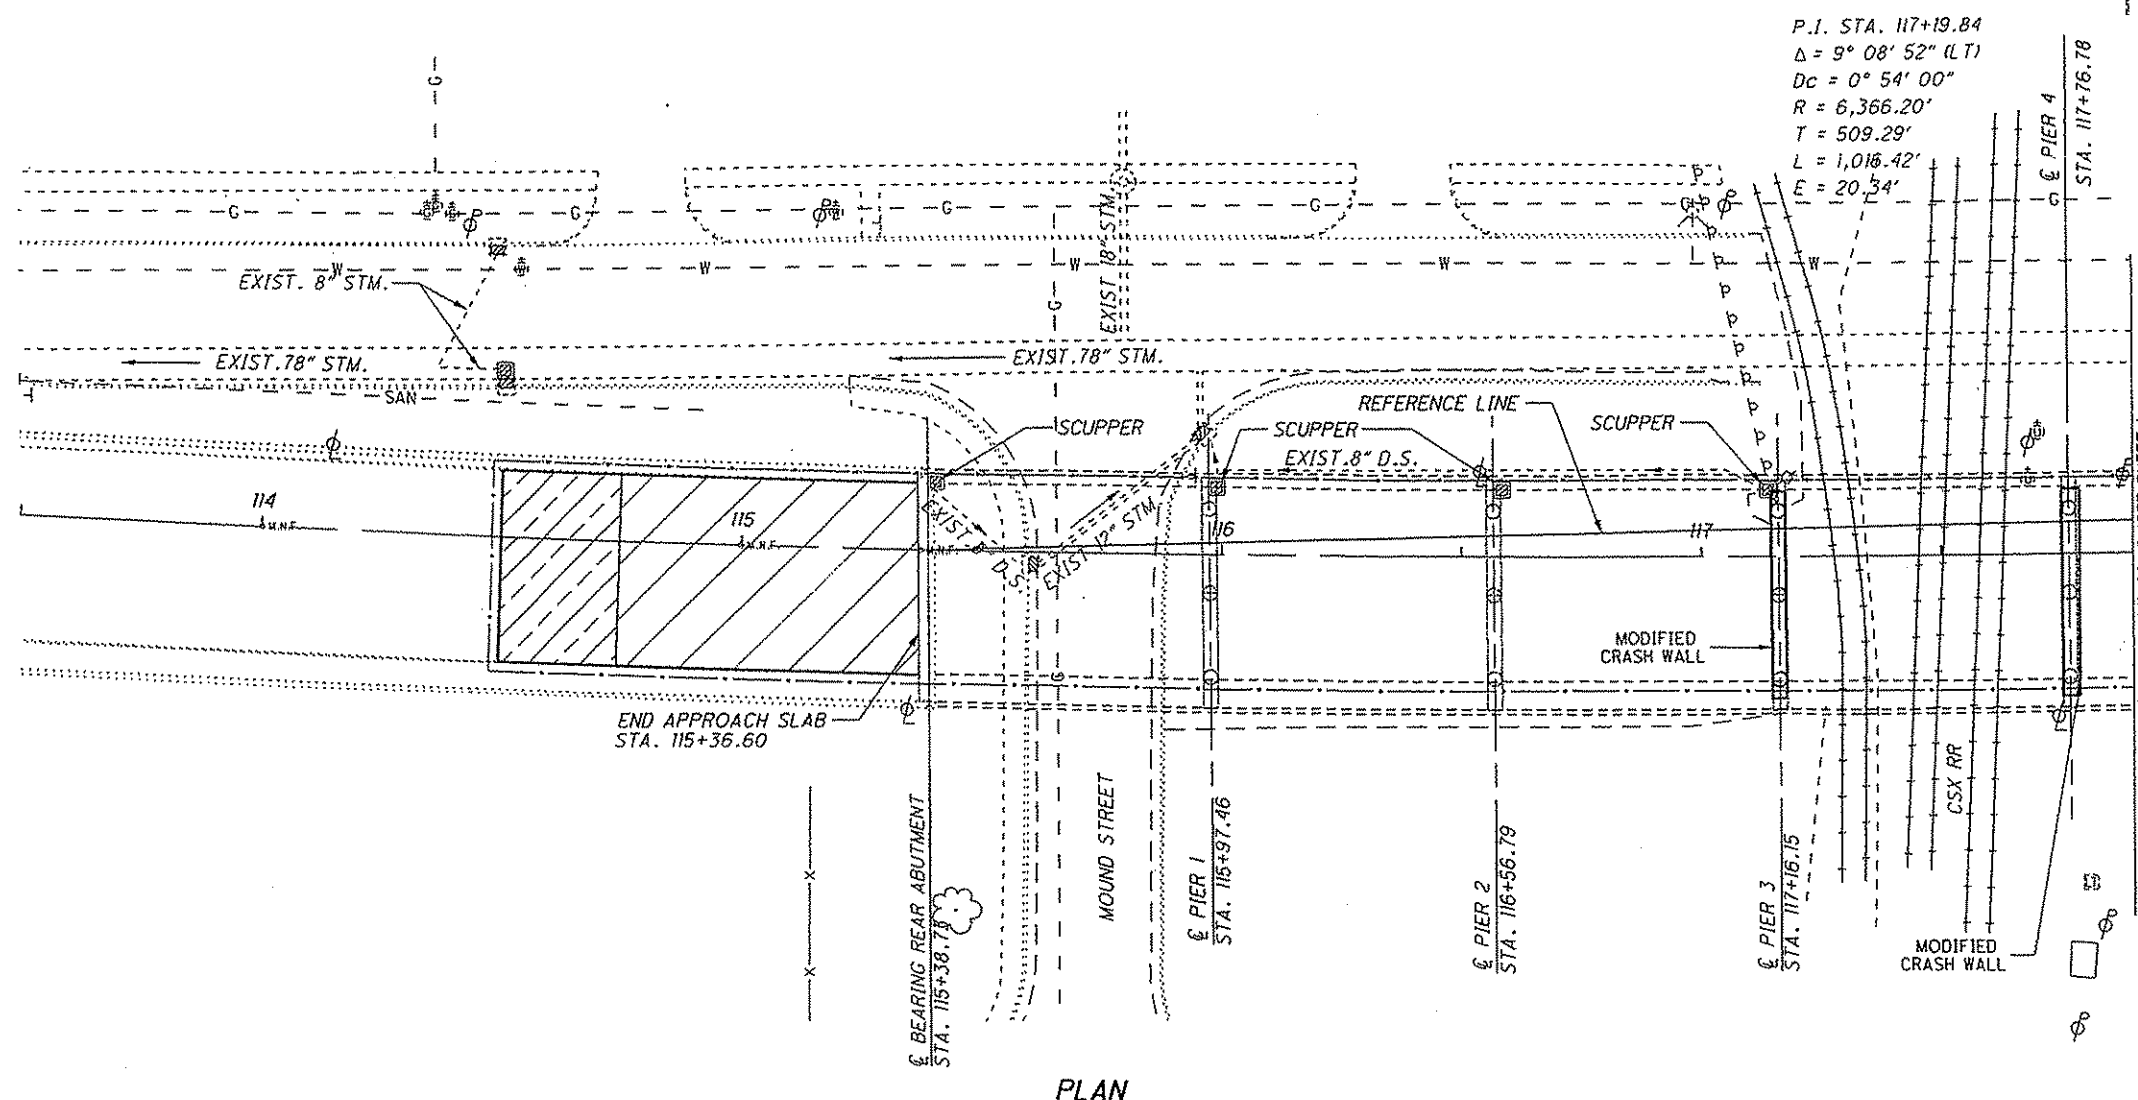 P.I. STA. 117+19.84
Δ = 9° 08' 52" (LT)
Dc = 0° 54' 00"
R = 6,366.20'
T = 509.29'
L = 1,016.42'
E = 20.34'
℄ PIER 4
STA. 117+76.78
G
G
G
G
G
G
G
P
P
P
W
W
W
W
W
EXIST. 8" STM.
EXIST 18" STM.
G
EXIST.78" STM.
EXIST.78" STM.
SAN
REFERENCE LINE
SCUPPER
SCUPPER
SCUPPER
EXIST.8" D.S.
114
M.N.F.
115
M.N.F.
116
117
EXIST 8" D.S.
EXIST 12" STM.
MODIFIED
CRASH WALL
G
END APPROACH SLAB
STA. 115+36.60
X
X
℄ BEARING REAR ABUTMENT
MOUND STREET
℄ PIER 1
STA. 115+97.46
℄ PIER 2
STA. 116+56.79
℄ PIER 3
STA. 117+16.15
CSX RR
MODIFIED
CRASH WALL
PLAN